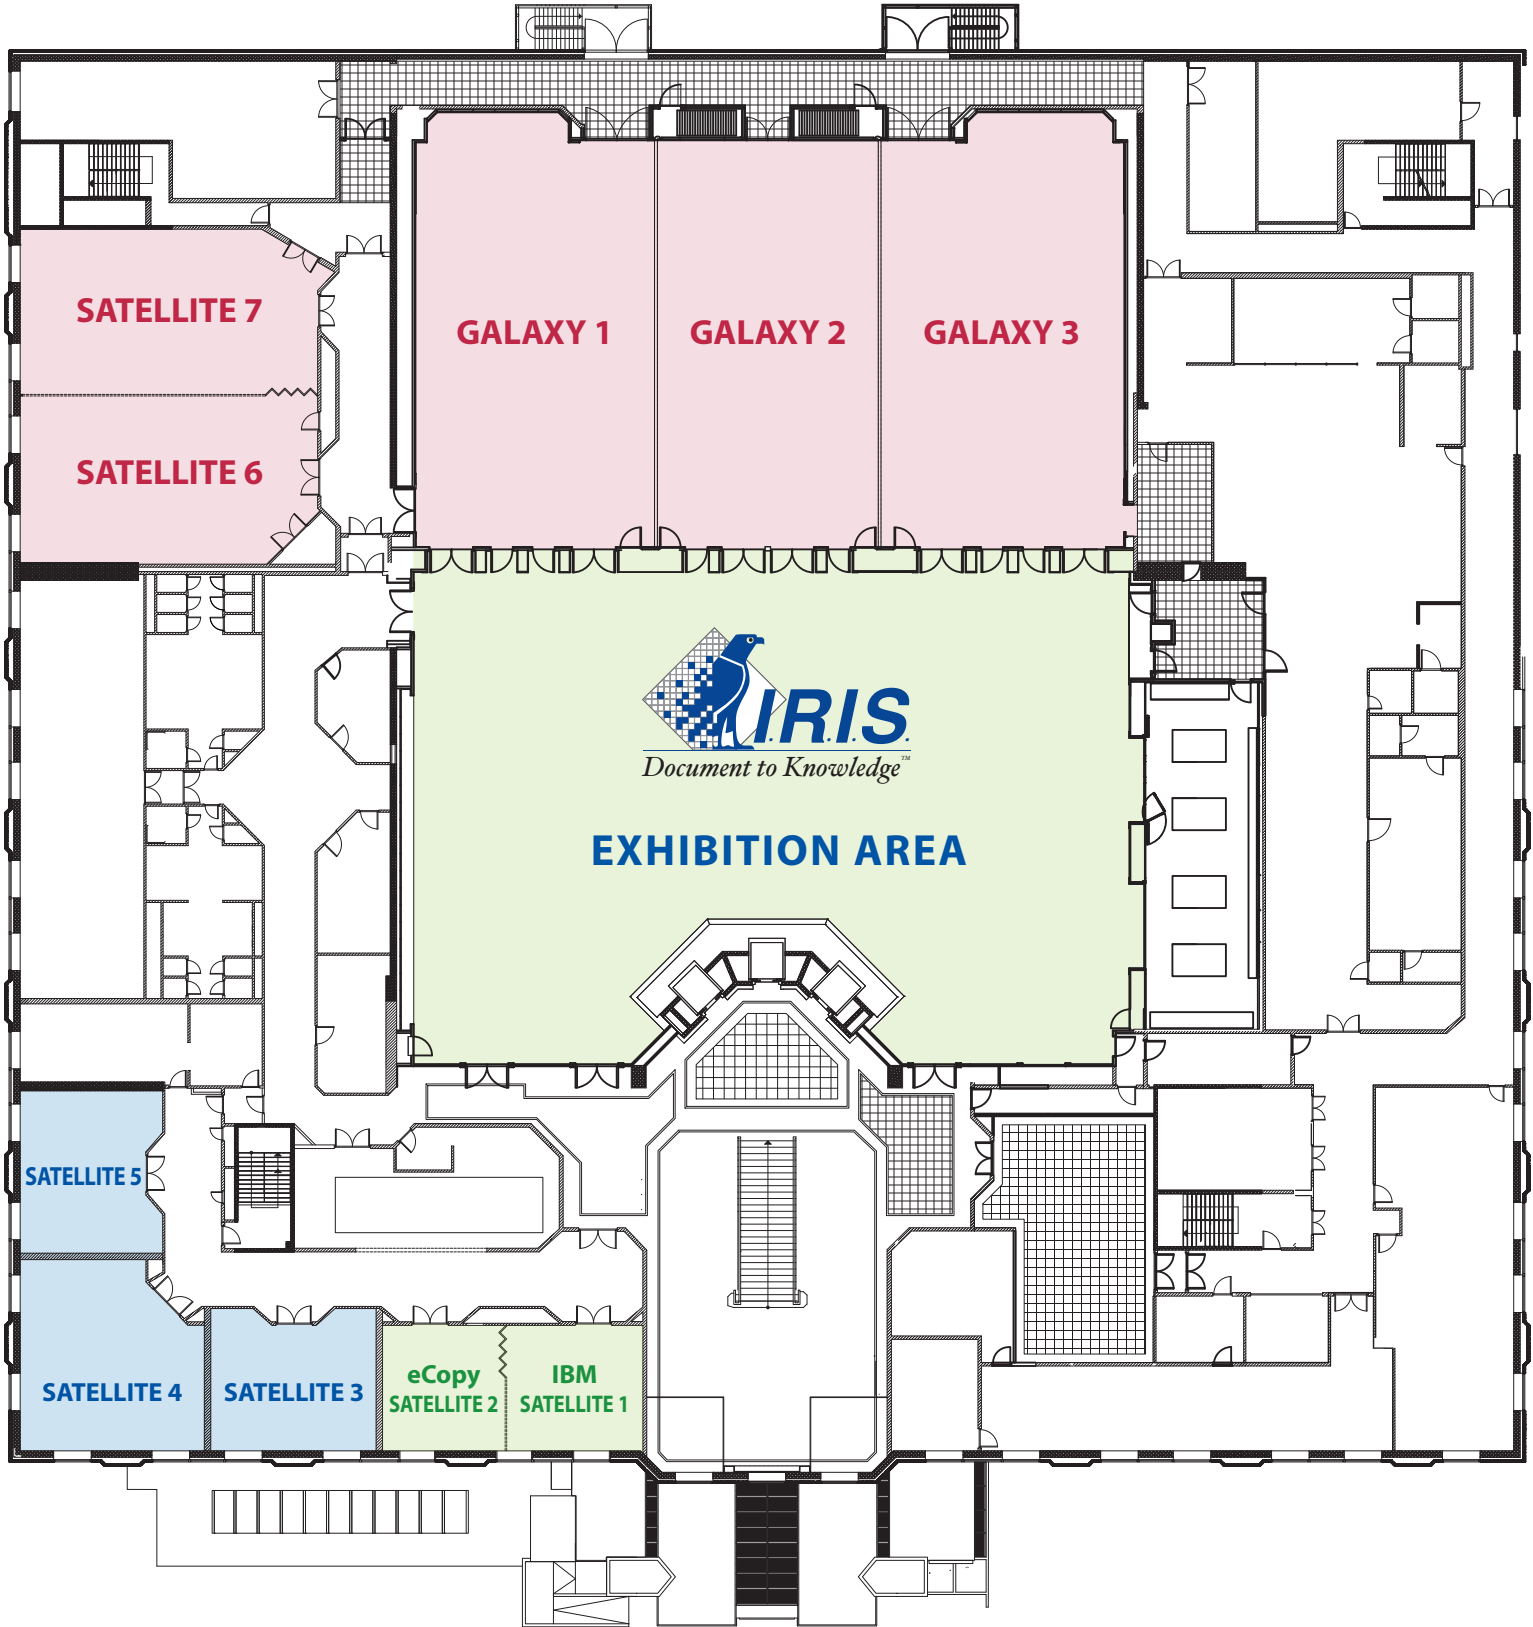 SATELLITE 7
GALAXY 1
GALAXY 2
GALAXY 3
SATELLITE 6
I.R.I.S.
Document to Knowledge™
EXHIBITION AREA
SATELLITE 5
SATELLITE 4
SATELLITE 3
eCopy
SATELLITE 2
IBM
SATELLITE 1